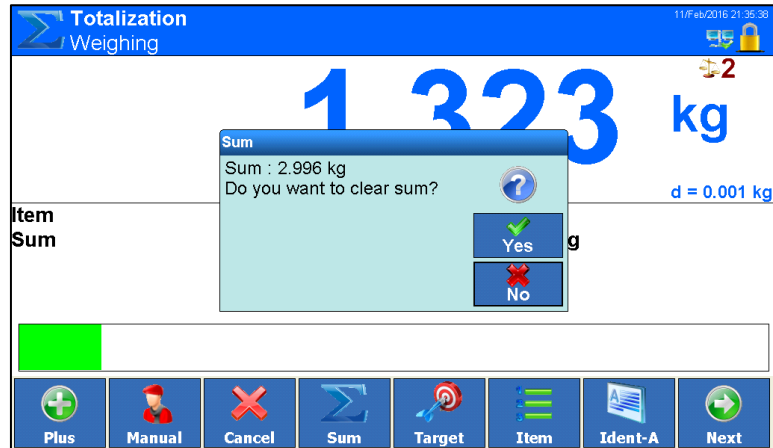 Totalization
Weighing
11/Feb/2016 21:35:38
2
1.323 kg
d = 0.001 kg
Sum
Sum : 2.996 kg
Do you want to clear sum?
Yes
No
Item
Sum
g
Plus
Manual
Cancel
Sum
Target
Item
Ident-A
Next